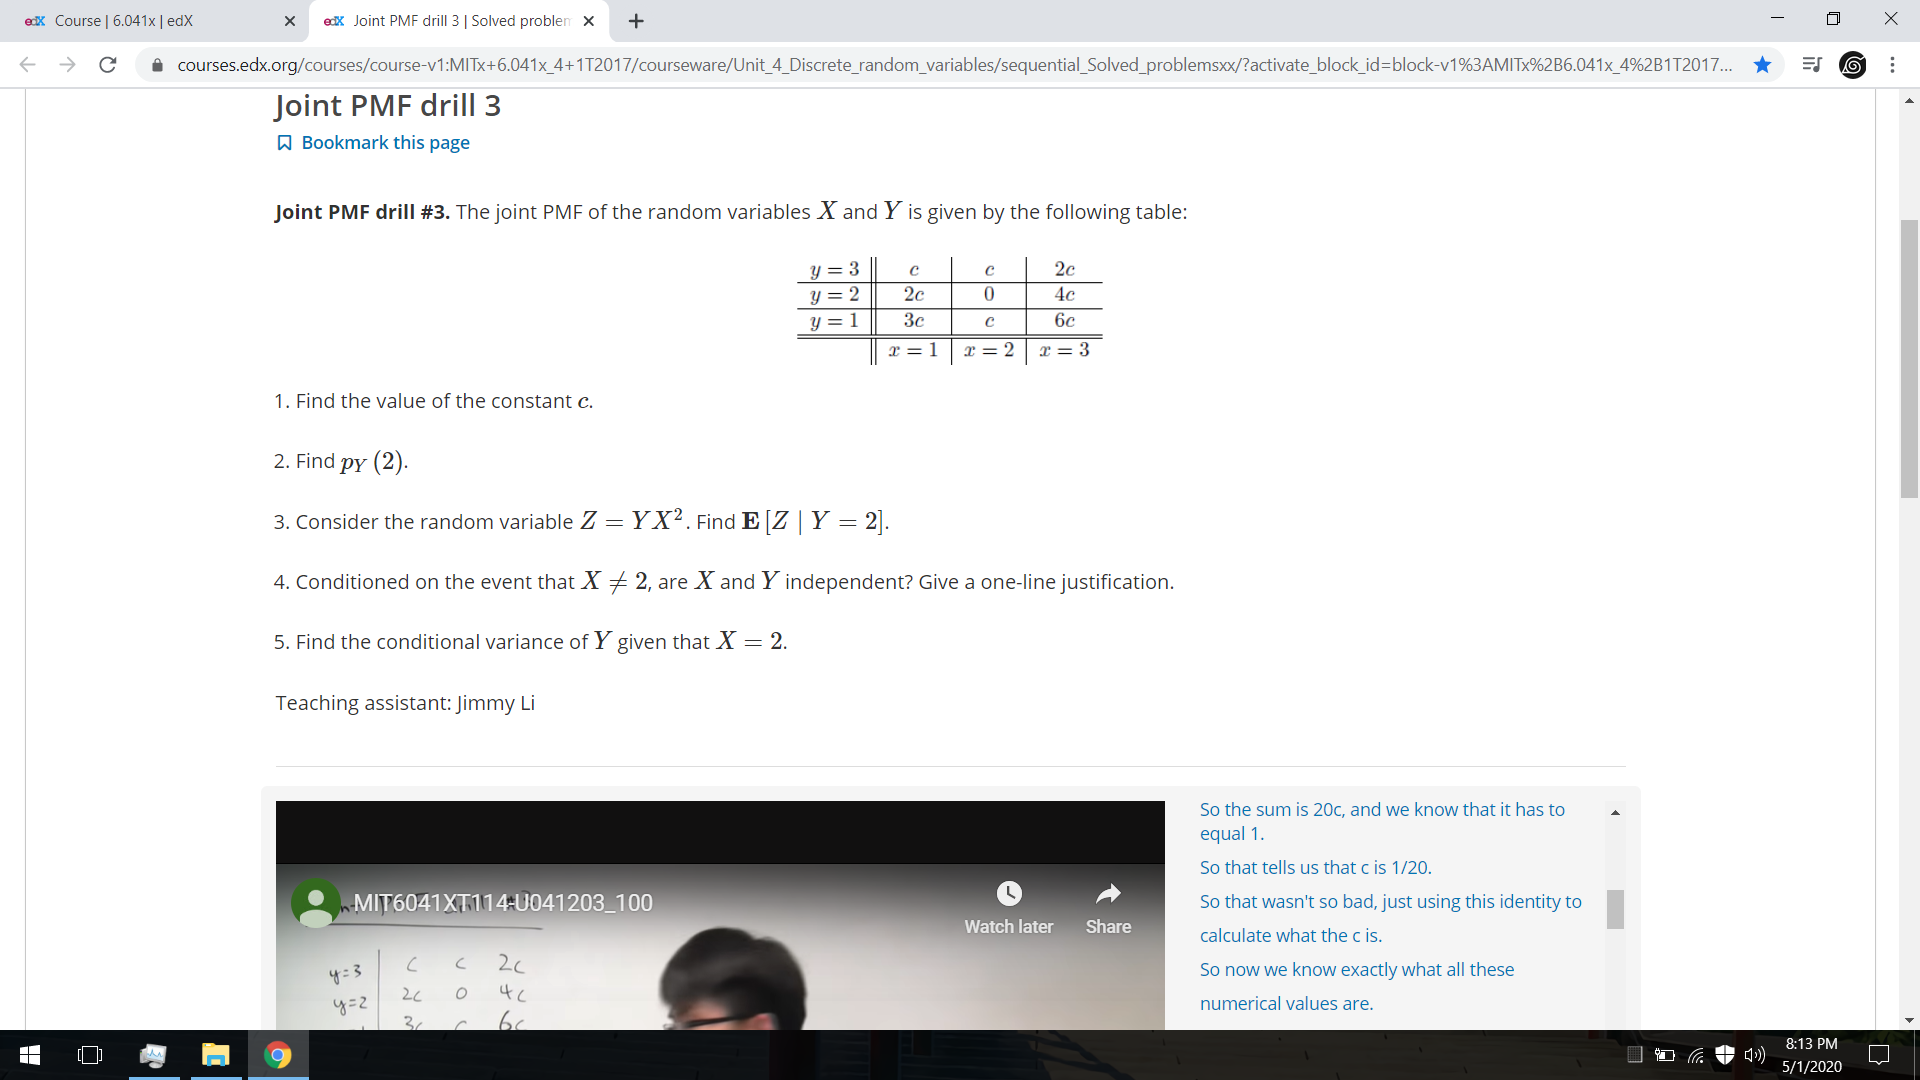 Course | 6.041x | edX
Joint PMF drill 3 | Solved problem
courses.edx.org/courses/course-v1:MITx+6.041x_4+1T2017/courseware/Unit_4_Discrete_random_variables/sequential_Solved_problemsxx/?activate_block_id=block-v1%3AMITx%2B6.041x_4%2B1T2017...
Joint PMF drill 3
Bookmark this page
Joint PMF drill #3. The joint PMF of the random variables X and Y is given by the following table:
y = 3 c c 2c
y = 2 2c 0 4c
y = 1 3c c 6c
x = 1 x = 2 x = 3
1. Find the value of the constant c.
2. Find p_Y (2).
3. Consider the random variable Z = YX². Find E [Z | Y = 2].
4. Conditioned on the event that X ≠ 2, are X and Y independent? Give a one-line justification.
5. Find the conditional variance of Y given that X = 2.
Teaching assistant: Jimmy Li
MIT6041XT114-U041203_100
Watch later
Share
y=3 c c 2c
y=2 2c 0 4c
3c c 6c
So the sum is 20c, and we know that it has to
equal 1.
So that tells us that c is 1/20.
So that wasn't so bad, just using this identity to
calculate what the c is.
So now we know exactly what all these
numerical values are.
8:13 PM
5/1/2020